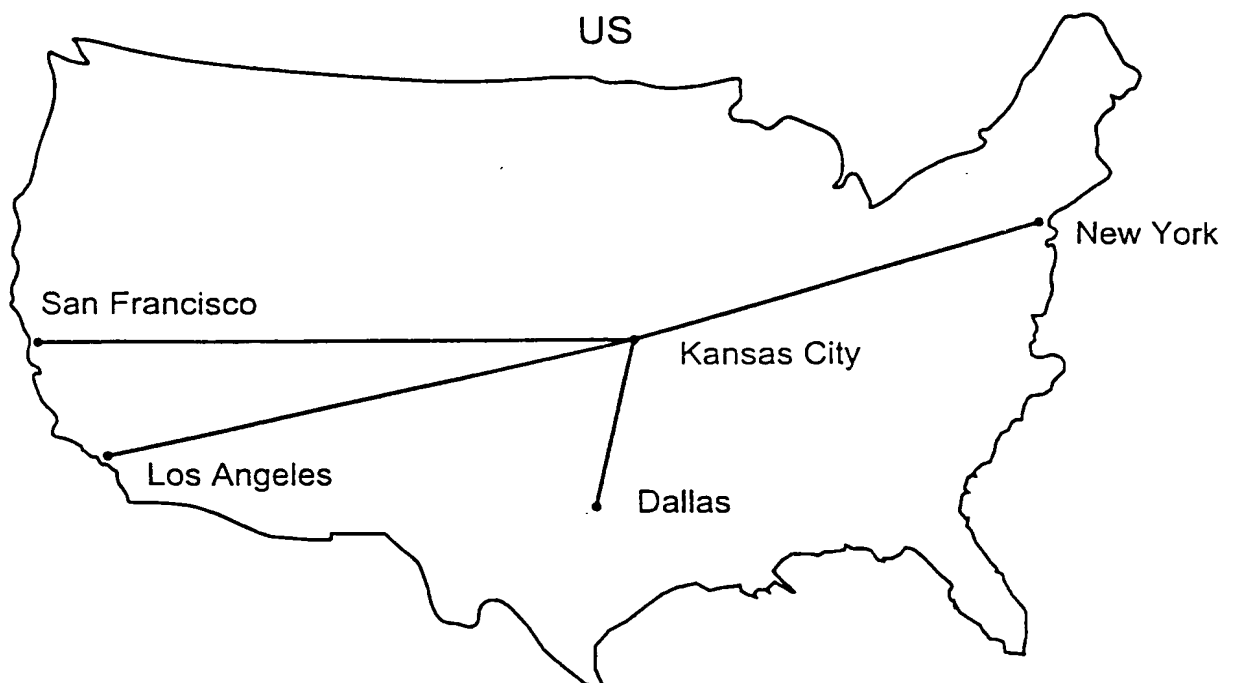 US
New York
San Francisco
Kansas City
Los Angeles
Dallas